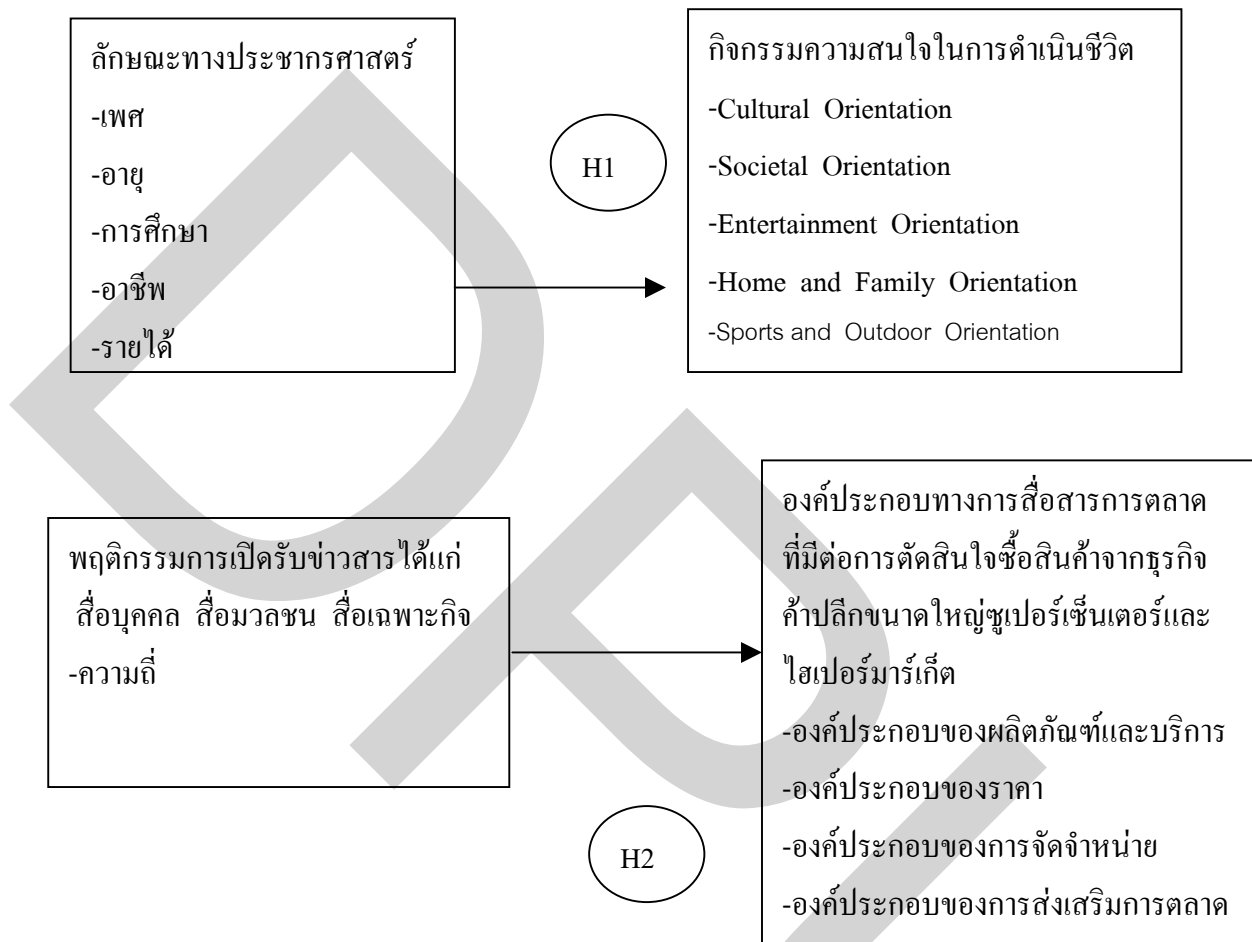 ลักษณะทางประชากรศาสตร์
-เพศ
-อายุ
-การศึกษา
-อาชีพ
-รายได้
H1
กิจกรรมความสนใจในการดำเนินชีวิต
-Cultural Orientation
-Societal Orientation
-Entertainment Orientation
-Home and Family Orientation
-Sports and Outdoor Orientation
พฤติกรรมการเปิดรับข่าวสาร ได้แก่
สื่อบุคคล สื่อมวลชน สื่อเฉพาะกิจ
-ความถี่
H2
องค์ประกอบทางการสื่อสารการตลาด
ที่มีต่อการตัดสินใจซื้อสินค้าจากธุรกิจ
ค้าปลีกขนาดใหญ่ซูเปอร์เซ็นเตอร์และ
ไฮเปอร์มาร์เก็ต
-องค์ประกอบของผลิตภัณฑ์และบริการ
-องค์ประกอบของราคา
-องค์ประกอบของการจัดจำหน่าย
-องค์ประกอบของการส่งเสริมการตลาด